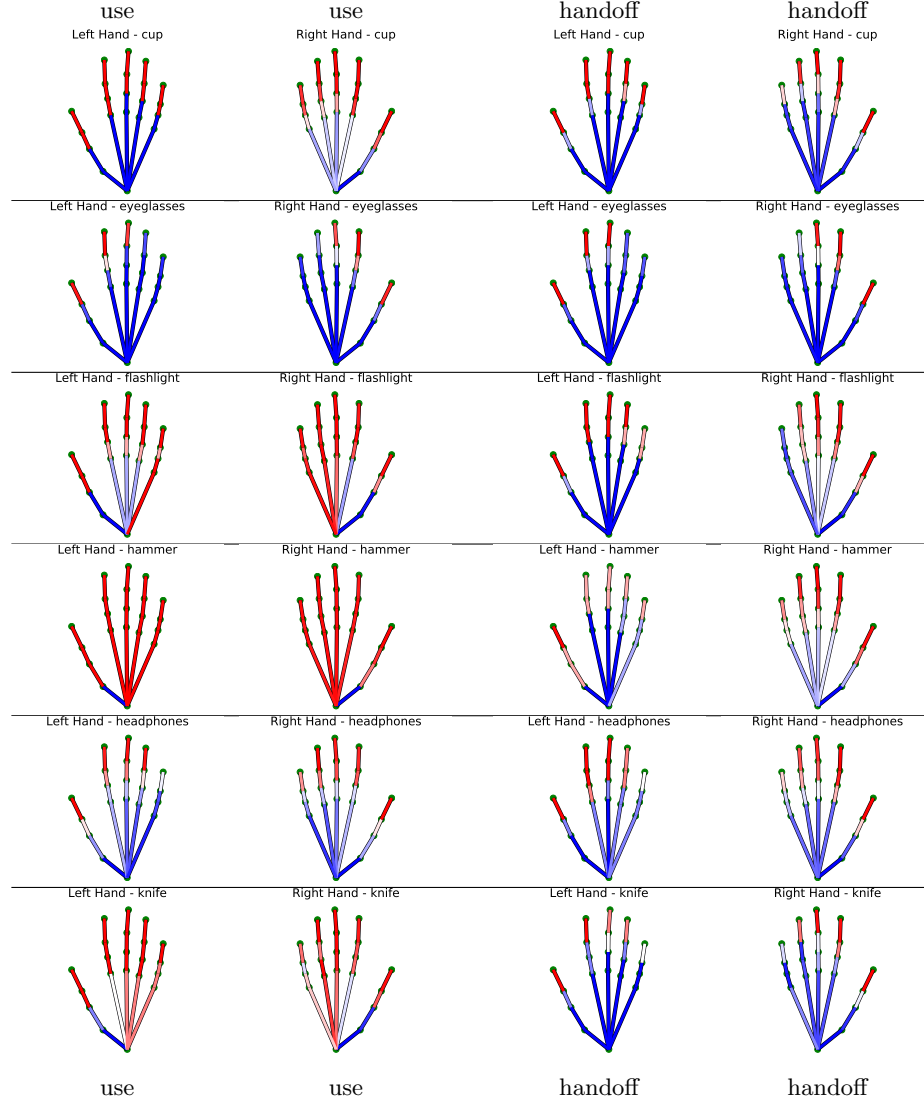 use use handoff handoff
Left Hand - cup Right Hand - cup Left Hand - cup Right Hand - cup
Left Hand - eyeglasses Right Hand - eyeglasses Left Hand - eyeglasses Right Hand - eyeglasses
Left Hand - flashlight Right Hand - flashlight Left Hand - flashlight Right Hand - flashlight
Left Hand - hammer Right Hand - hammer Left Hand - hammer Right Hand - hammer
Left Hand - headphones Right Hand - headphones Left Hand - headphones Right Hand - headphones
Left Hand - knife Right Hand - knife Left Hand - knife Right Hand - knife
use use handoff handoff